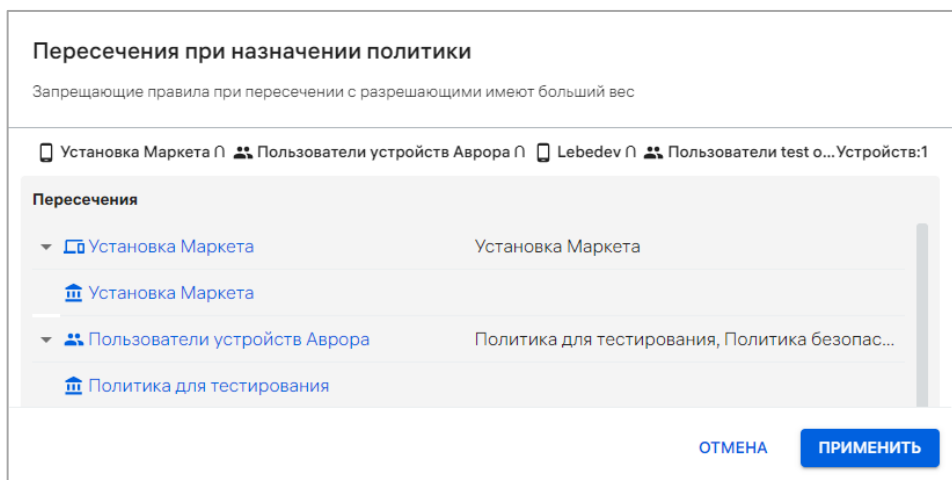 Пересечения при назначении политики
Запрещающие правила при пересечении с разрешающими имеют больший вес
Установка Маркета ∩ Пользователи устройств Аврора ∩ Lebedev ∩ Пользователи test о... Устройств:1
Пересечения
Установка Маркета Установка Маркета
Установка Маркета
Пользователи устройств Аврора Политика для тестирования, Политика безопас...
Политика для тестирования
ОТМЕНА ПРИМЕНИТЬ